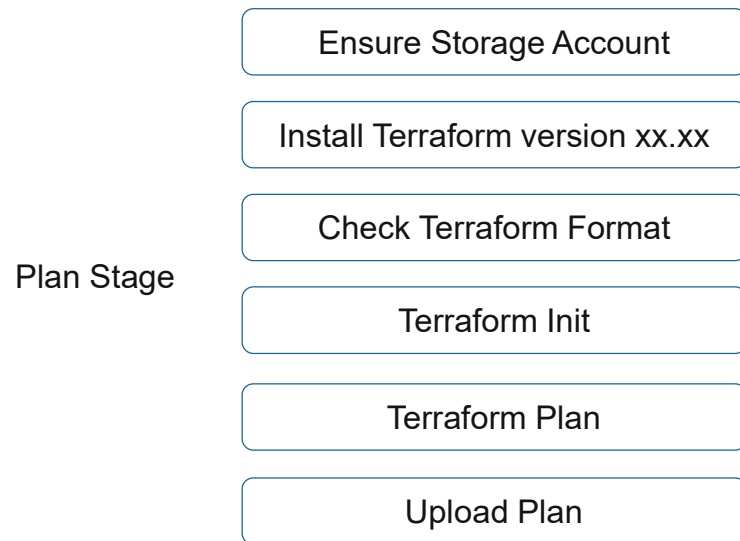 Ensure Storage Account
Install Terraform version xx.xx
Check Terraform Format
Plan Stage
Terraform Init
Terraform Plan
Upload Plan